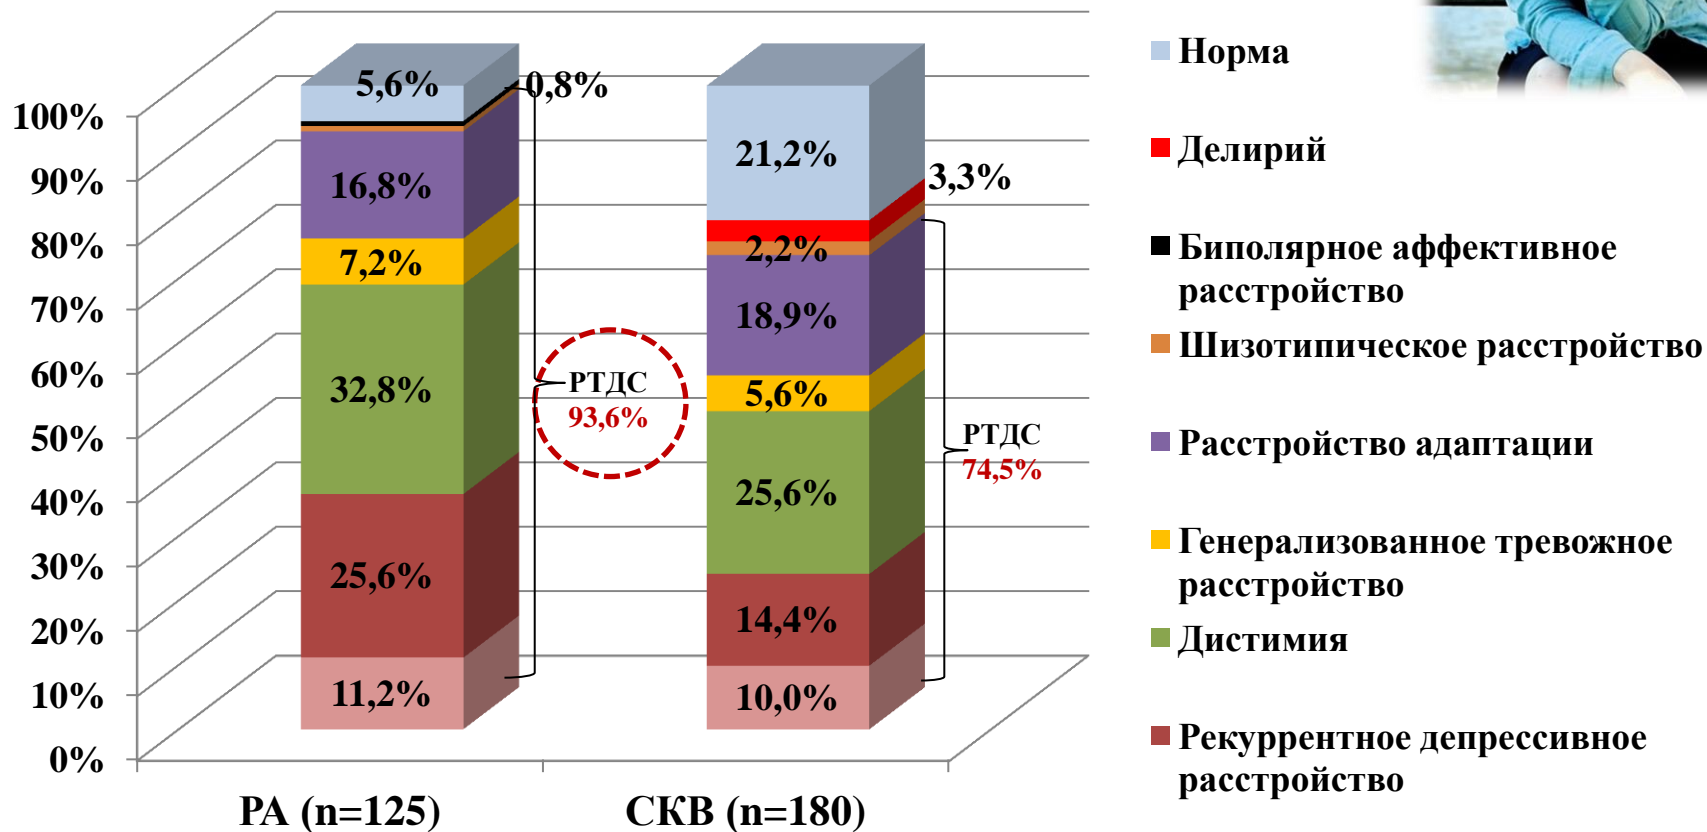 100%
90%
80%
70%
60%
50%
40%
30%
20%
10%
0%
5,6%
0,8%
16,8%
7,2%
32,8%
25,6%
11,2%
РТДС
93,6%
21,2%
3,3%
2,2%
18,9%
5,6%
25,6%
14,4%
10,0%
РТДС
74,5%
РА (n=125)
СКВ (n=180)
Норма
Делирий
Биполярное аффективное
расстройство
Шизотипическое расстройство
Расстройство адаптации
Генерализованное тревожное
расстройство
Дистимия
Рекуррентное депрессивное
расстройство